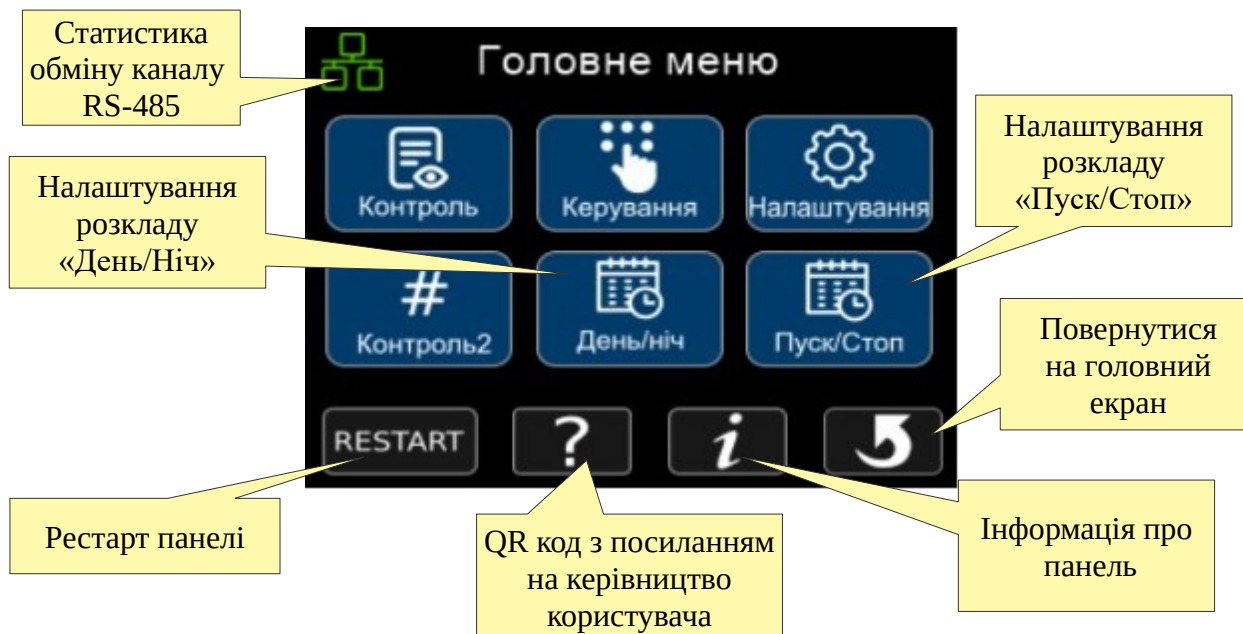 Статистика
обміну каналу
RS-485
Головне меню
Налаштування
розкладу
«Пуск/Стоп»
Налаштування
розкладу
«День/Ніч»
Контроль
Керування
Налаштування
#
Контроль2
День/ніч
Пуск/Стоп
Повернутися
на головний
екран
RESTART
?
i
Рестарт панелі
QR код з посиланням
на керівництво
користувача
Інформація про
панель